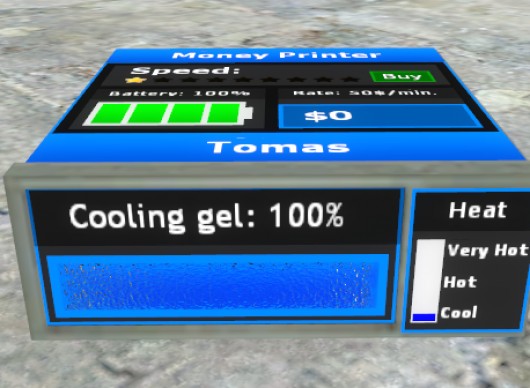 Money Printer
Speed:
Buy
Battery: 100%
Rate: 50$/min.
$0
Tomas
Cooling gel: 100%
Heat
Very Hot
Hot
Cool